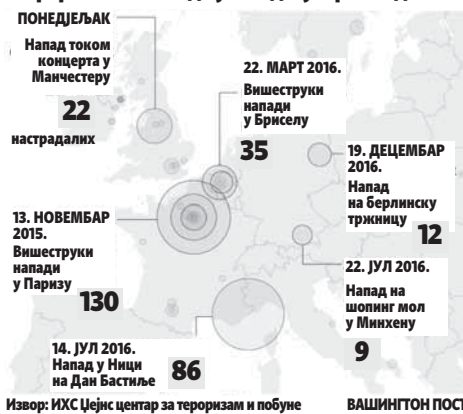 ПОНЕДЈЕЉАК
Напад током
концерта у
Манчестеру
22
настрадалих
22. МАРТ 2016.
Вишеструки
напади
у Бриселу
35
19. ДЕЦЕМБАР
2016.
Напад
на берлинску
тржницу
12
13. НОВЕМБАР
2015.
Вишеструки
напади
у Паризу
130
22. ЈУЛ 2016.
Напад на
шопинг мол
у Минхену
9
14. ЈУЛ 2016.
Напад у Ници
на Дан Бастиље
86
Извор: ИХС Џејнс центар за тероризам и побуне
ВАШИНГТОН ПОСТ